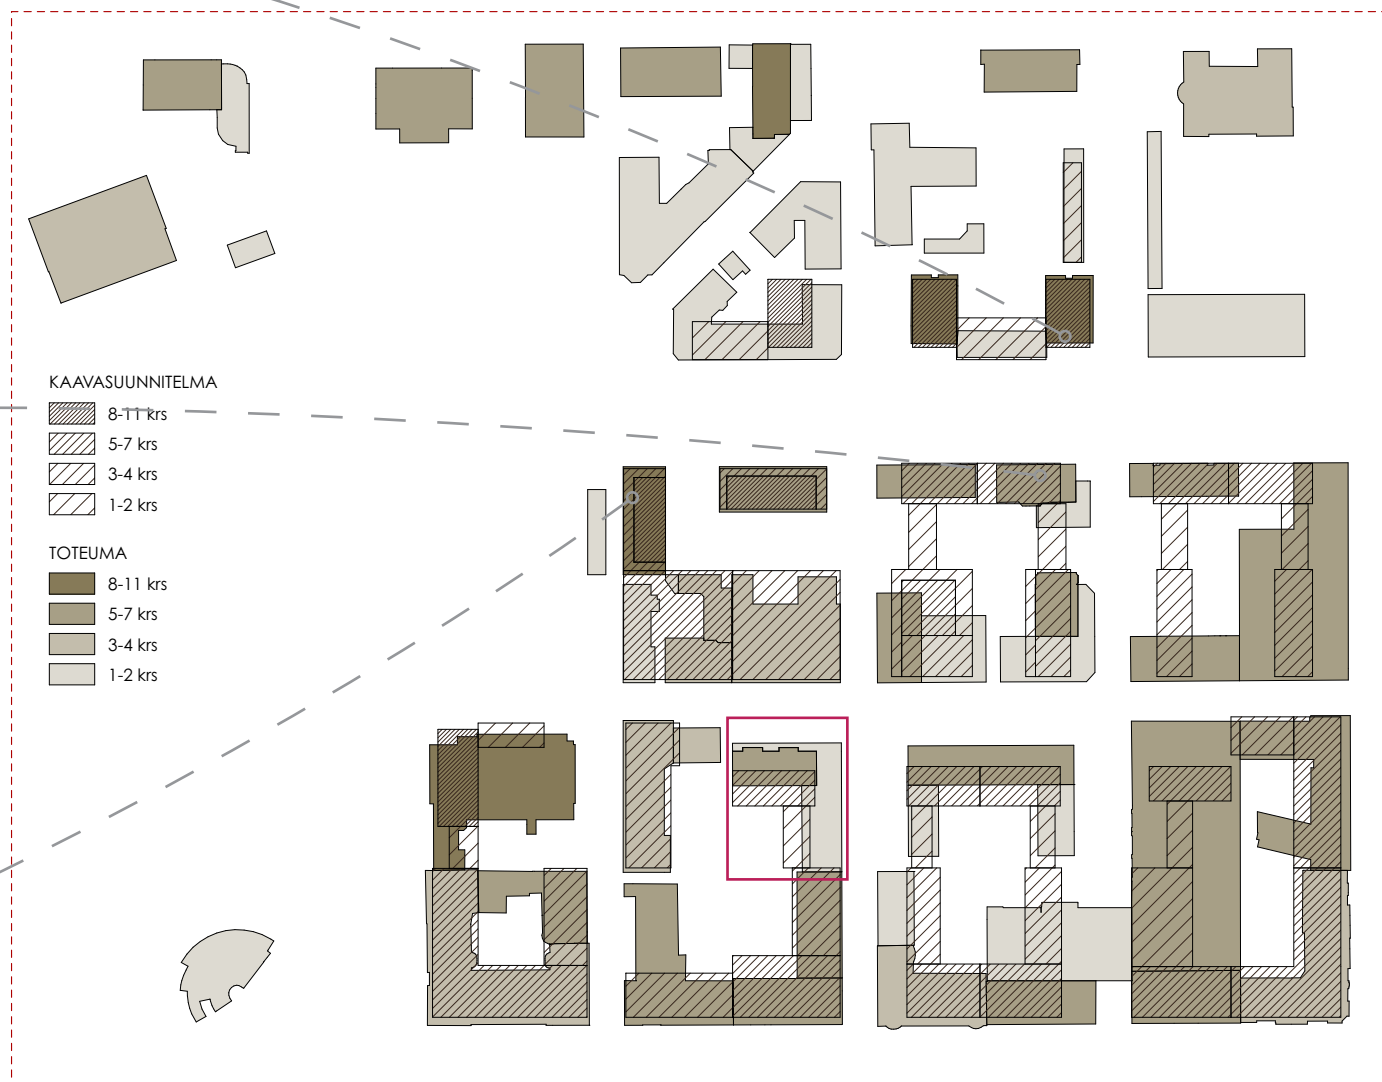 KAAVASUUNNITELMA
8-11 krs
5-7 krs
3-4 krs
1-2 krs
TOTEUMA
8-11 krs
5-7 krs
3-4 krs
1-2 krs